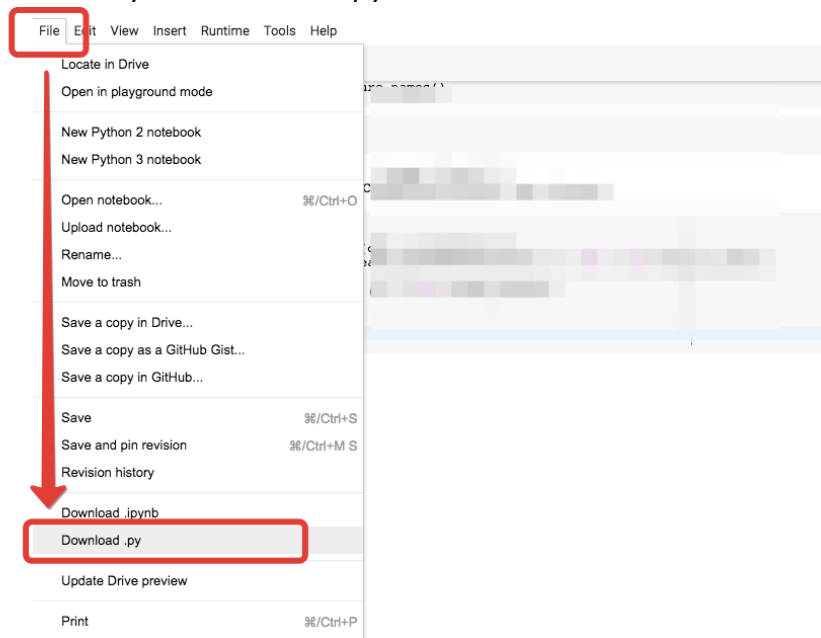 File Edit View Insert Runtime Tools Help
Locate in Drive
Open in playground mode
New Python 2 notebook
New Python 3 notebook
Open notebook... ⌘/Ctrl+O
Upload notebook...
Rename...
Move to trash
Save a copy in Drive...
Save a copy as a GitHub Gist...
Save a copy in GitHub...
Save ⌘/Ctrl+S
Save and pin revision ⌘/Ctrl+M S
Revision history
Download .ipynb
Download .py
Update Drive preview
Print ⌘/Ctrl+P